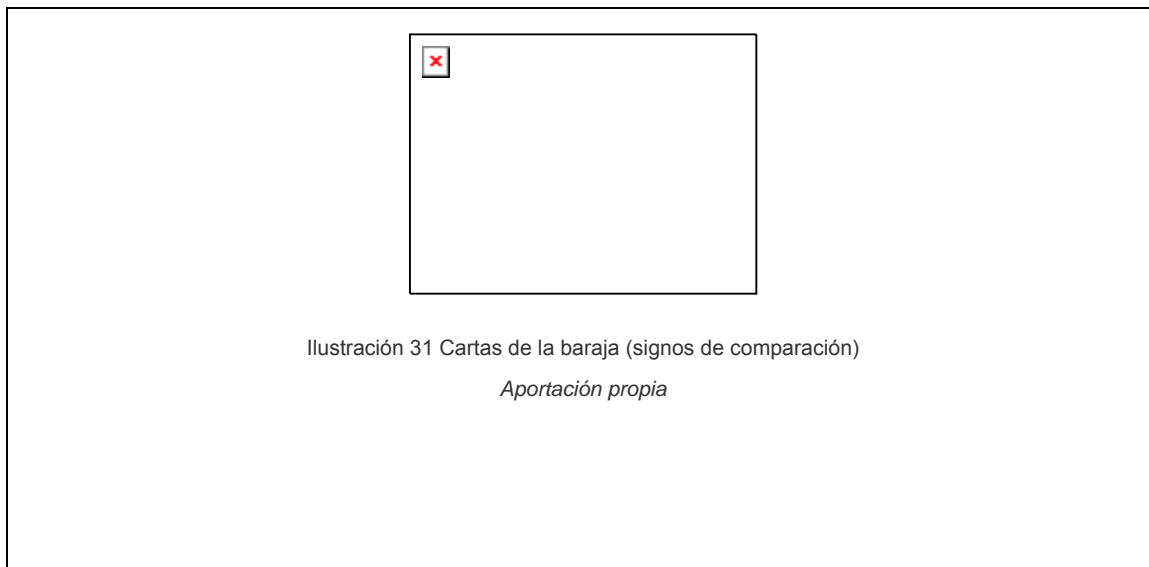 Ilustración 31 Cartas de la baraja (signos de comparación)
Aportación propia